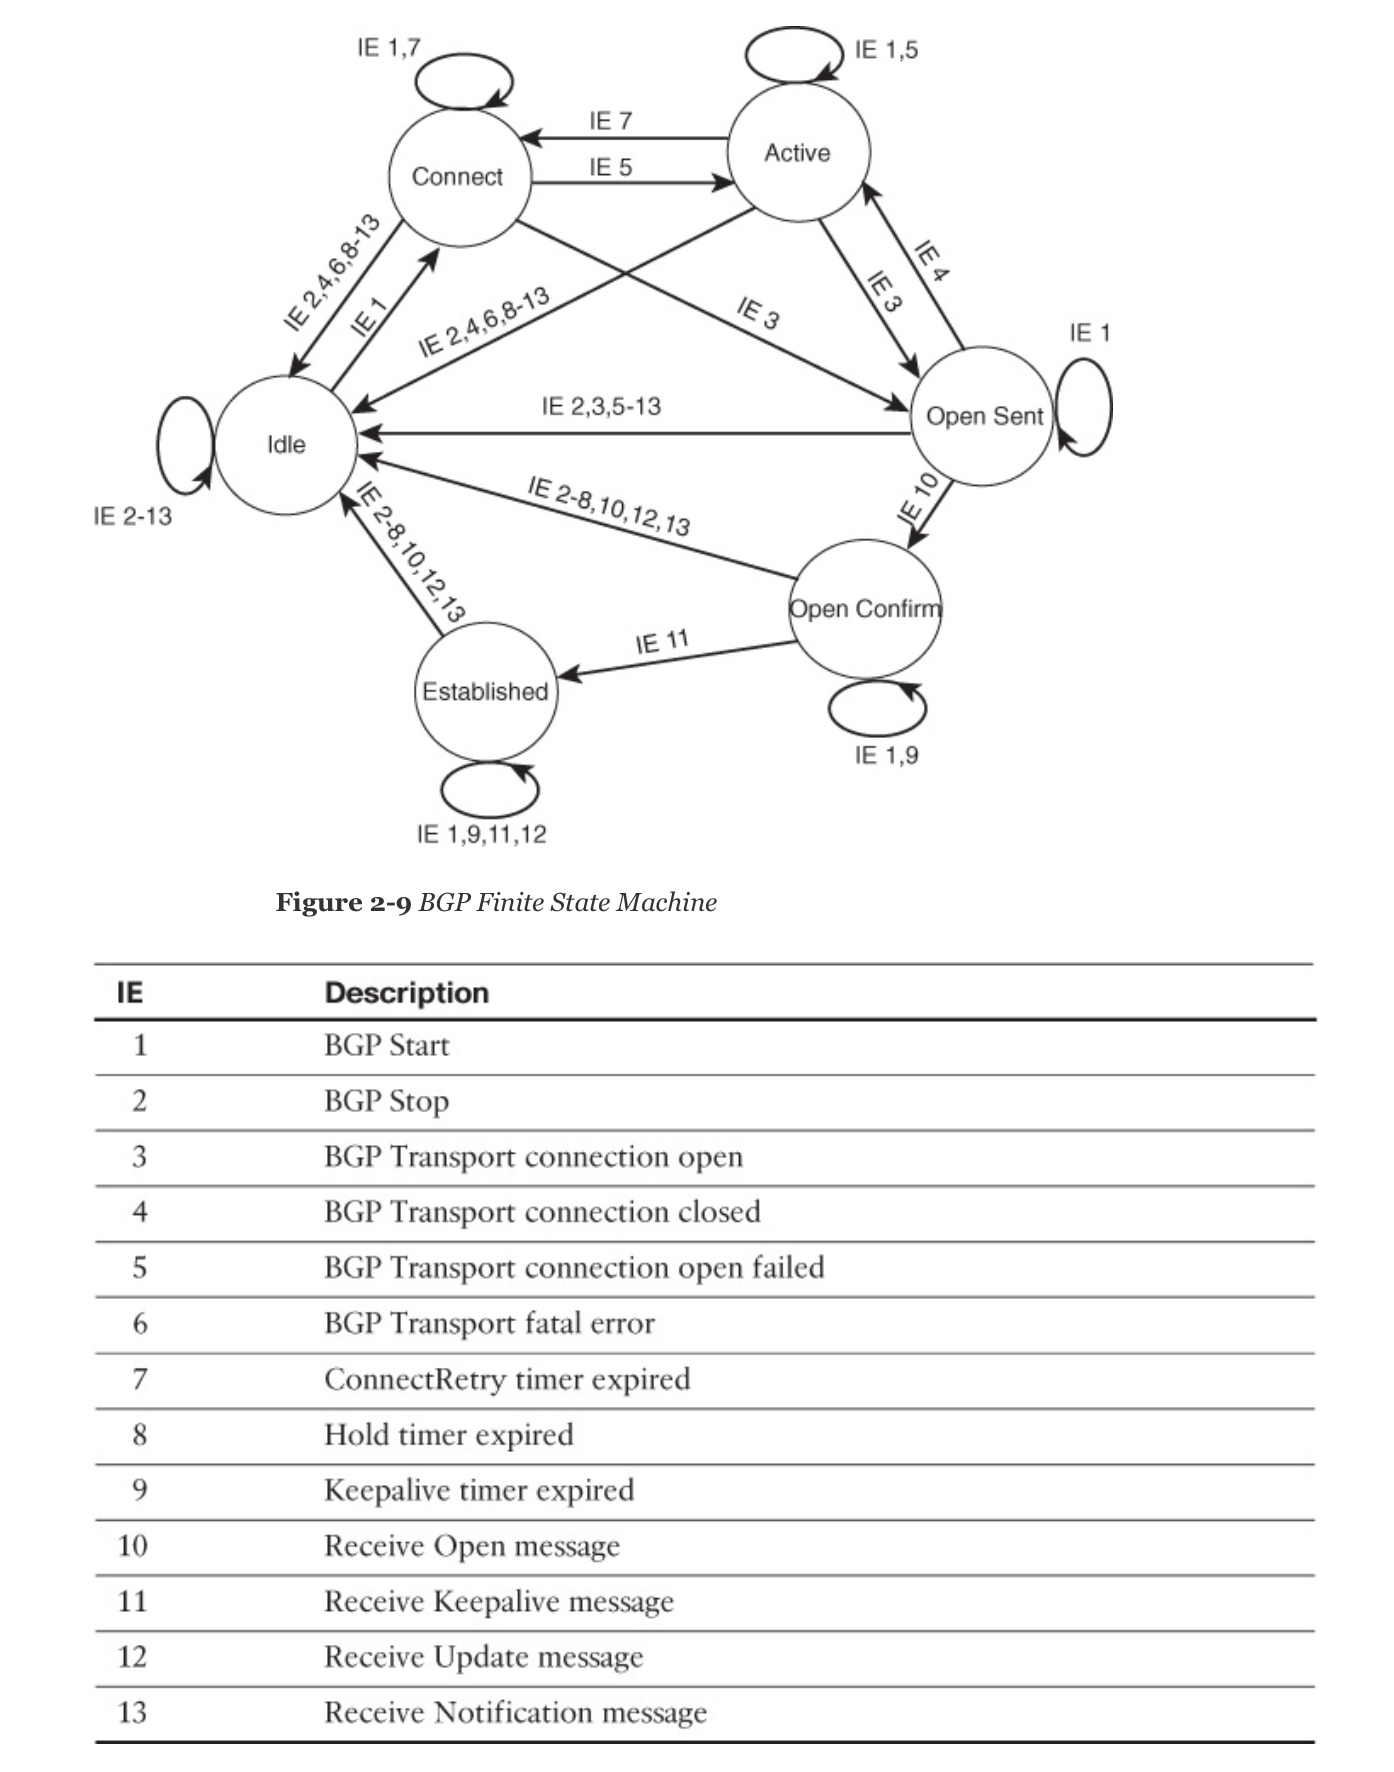 IE 1,7
IE 1,5
IE 7
Active
IE 5
Connect
IE 2,4,6,8-13
IE 1
IE 2,4,6,8-13
IE 3
IE 3
IE 4
IE 1
IE 2,3,5-13
Open Sent
Idle
IE 2-13
IE 2-8,10,12,13
IE 2-8,10,12,13
IE 10
Open Confirm
IE 11
Established
IE 1,9
IE 1,9,11,12
Figure 2-9 BGP Finite State Machine
IE Description
1 BGP Start
2 BGP Stop
3 BGP Transport connection open
4 BGP Transport connection closed
5 BGP Transport connection open failed
6 BGP Transport fatal error
7 ConnectRetry timer expired
8 Hold timer expired
9 Keepalive timer expired
10 Receive Open message
11 Receive Keepalive message
12 Receive Update message
13 Receive Notification message